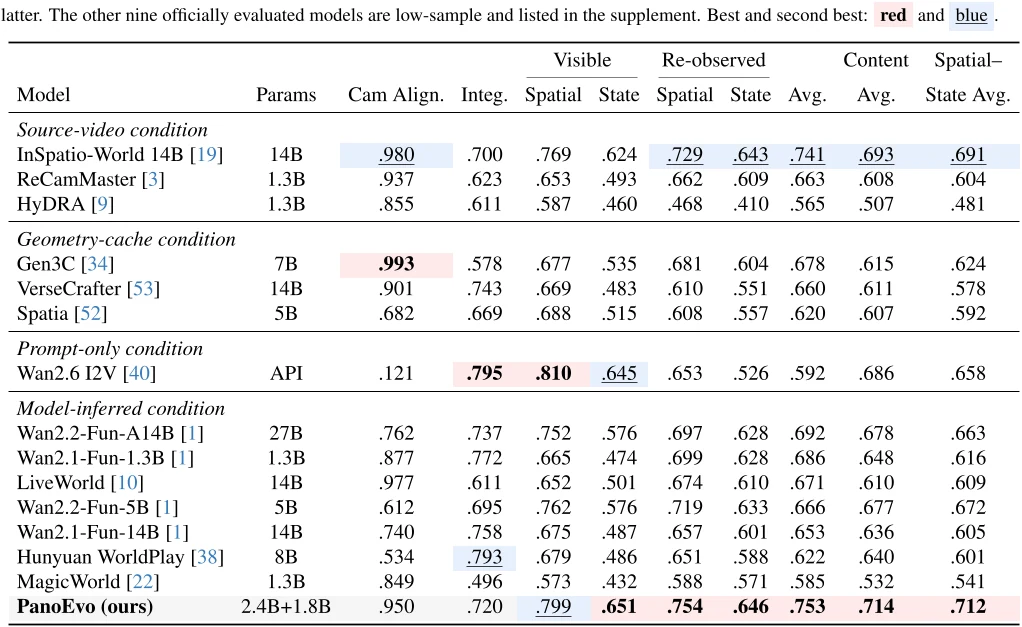 latter. The other nine officially evaluated models are low-sample and listed in the supplement. Best and second best: red and blue .
Visible Re-observed Content Spatial–
Model Params Cam Align. Integ. Spatial State Spatial State Avg. Avg. State Avg.
Source-video condition
InSpatio-World 14B [19] 14B .980 .700 .769 .624 .729 .643 .741 .693 .691
ReCamMaster [3] 1.3B .937 .623 .653 .493 .662 .609 .663 .608 .604
HyDRA [9] 1.3B .855 .611 .587 .460 .468 .410 .565 .507 .481
Geometry-cache condition
Gen3C [34] 7B .993 .578 .677 .535 .681 .604 .678 .615 .624
VerseCrafter [53] 14B .901 .743 .669 .483 .610 .551 .660 .611 .578
Spatia [52] 5B .682 .669 .688 .515 .608 .557 .620 .607 .592
Prompt-only condition
Wan2.6 I2V [40] API .121 .795 .810 .645 .653 .526 .592 .686 .658
Model-inferred condition
Wan2.2-Fun-A14B [1] 27B .762 .737 .752 .576 .697 .628 .692 .678 .663
Wan2.1-Fun-1.3B [1] 1.3B .877 .772 .665 .474 .699 .628 .686 .648 .616
LiveWorld [10] 14B .977 .611 .652 .501 .674 .610 .671 .610 .609
Wan2.2-Fun-5B [1] 5B .612 .695 .762 .576 .719 .633 .666 .677 .672
Wan2.1-Fun-14B [1] 14B .740 .758 .675 .487 .657 .601 .653 .636 .605
Hunyuan WorldPlay [38] 8B .534 .793 .679 .486 .651 .588 .622 .640 .601
MagicWorld [22] 1.3B .849 .496 .573 .432 .588 .571 .585 .532 .541
PanoEvo (ours) 2.4B+1.8B .950 .720 .799 .651 .754 .646 .753 .714 .712